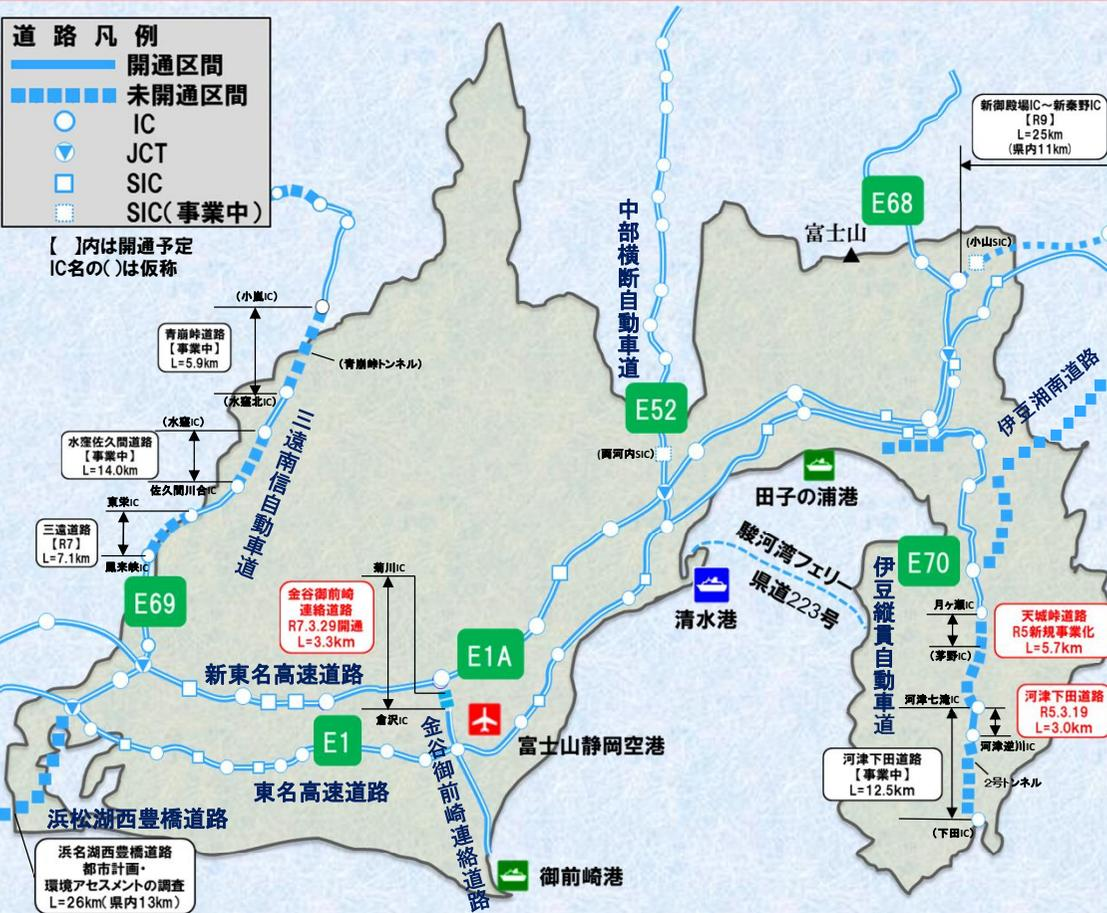 道路凡例
開通区間
未開通区間
IC
JCT
SIC
SIC(事業中)
【 】内は開通予定
IC名の( )は仮称
新御殿場IC～新秦野IC
【R9】
L=25km
(県内11km)
E68
富士山
(小山SIC)
中部横断自動車道
E52
(両河内SIC)
伊豆湘南道路
(小嵐IC)
青崩峠道路
【事業中】
L=5.9km
(青崩峠トンネル)
(水窪北IC)
(水窪IC)
水窪佐久間道路
【事業中】
L=14.0km
佐久間川合IC
三遠南信自動車道
東栄IC
三遠道路
【R7】
L=7.1km
鳳来峡IC
E69
田子の浦港
駿河湾フェリー
県道223号
清水港
E70
伊豆縦貫自動車道
月ヶ瀬IC
(茅野IC)
天城峠道路
R5新規事業化
L=5.7km
河津七滝IC
河津下田道路
R5.3.19
L=3.0km
河津逆川IC
2号トンネル
河津下田道路
【事業中】
L=12.5km
(下田IC)
菊川IC
金谷御前崎
連絡道路
R7.3.29開通
L=3.3km
倉沢IC
E1A
新東名高速道路
E1
東名高速道路
富士山静岡空港
金谷御前崎連絡道路
御前崎港
浜松湖西豊橋道路
浜名湖西豊橋道路
都市計画・
環境アセスメントの調査
L=26km(県内13km)